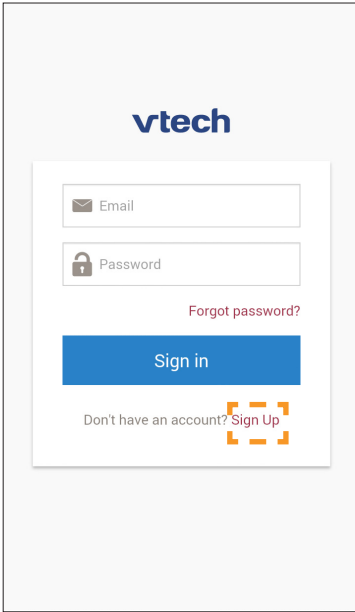 vtech
Email
Password
Forgot password?
Sign in
Don't have an account? Sign Up